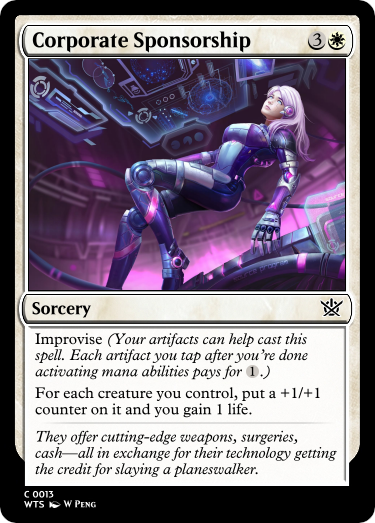 Corporate Sponsorship 3
Sorcery
Improvise (Your artifacts can help cast this
spell. Each artifact you tap after you're done
activating mana abilities pays for 1.)
For each creature you control, put a +1/+1
counter on it and you gain 1 life.
They offer cutting-edge weapons, surgeries,
cash—all in exchange for their technology getting
the credit for slaying a planeswalker.
C 0013
WTS W Peng